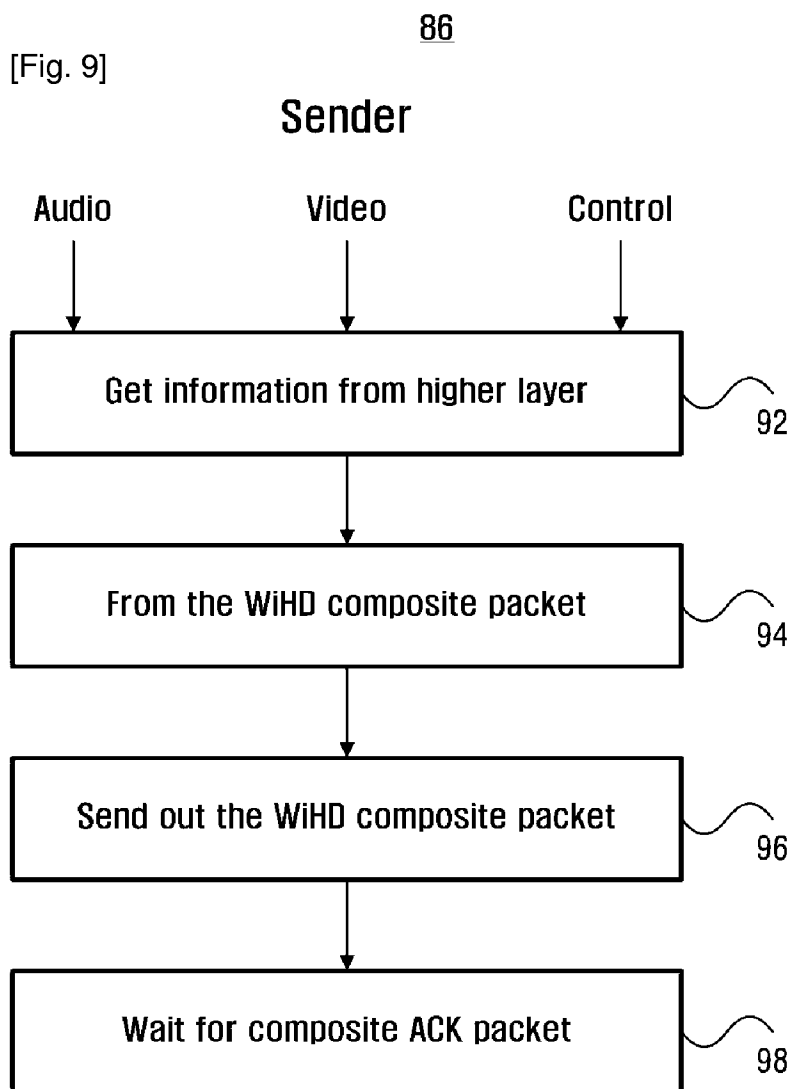 86
[Fig. 9]
Sender
Audio Video Control
Get information from higher layer
92
From the WiHD composite packet
94
Send out the WiHD composite packet
96
Wait for composite ACK packet
98